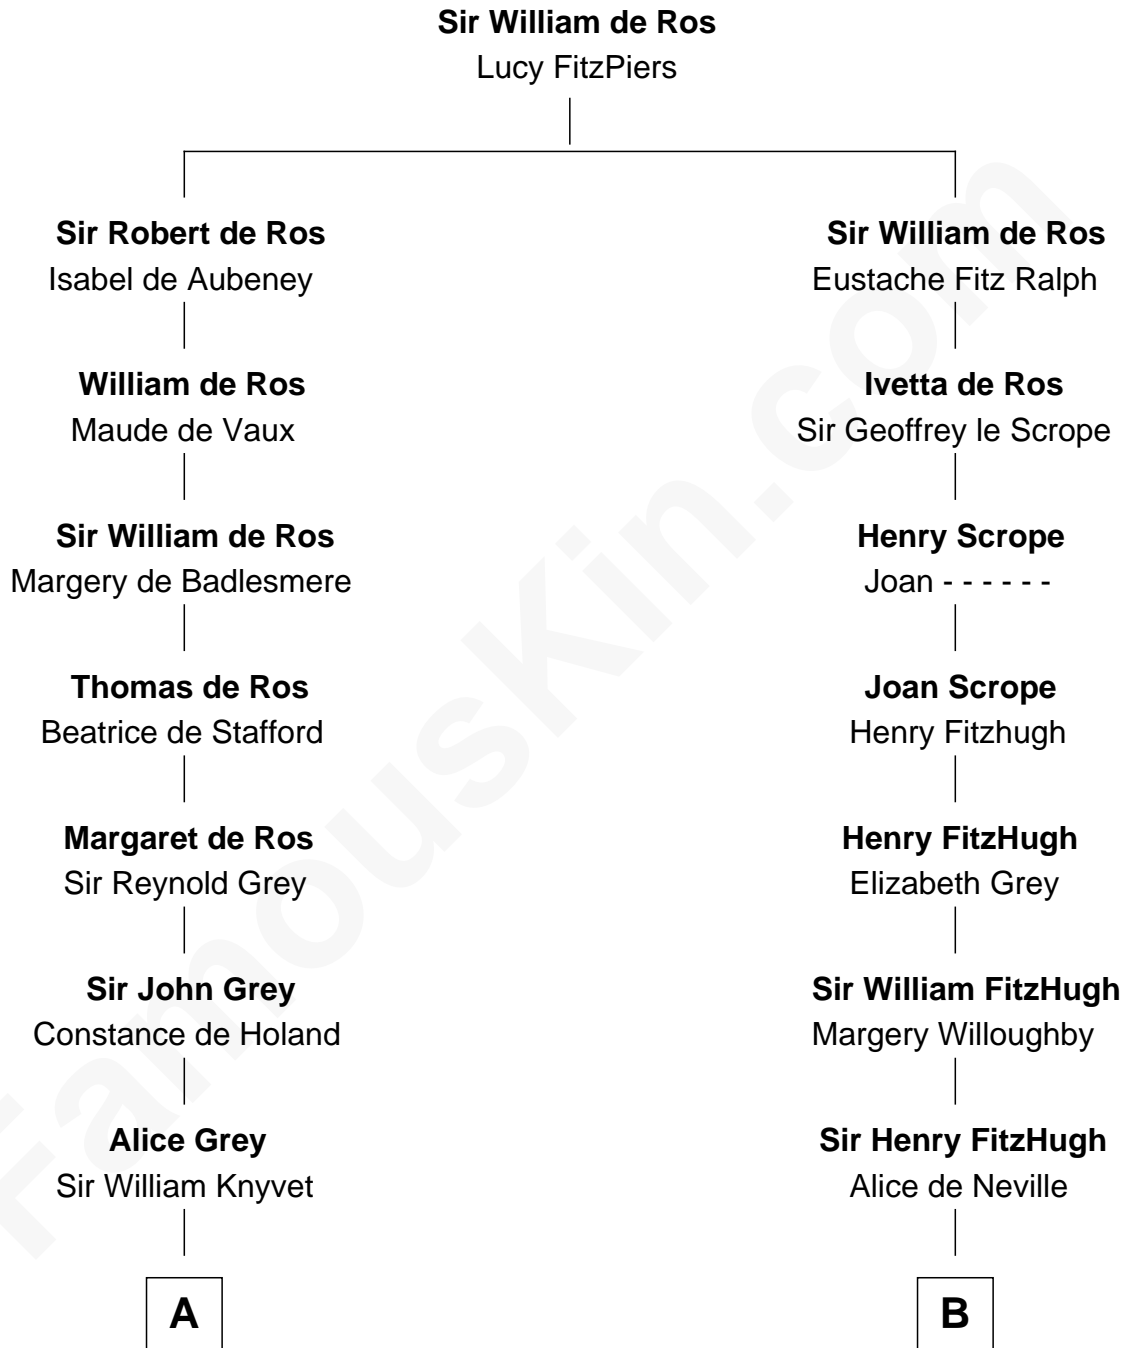 Sir William de Ros
Lucy FitzPiers
Sir Robert de Ros
Isabel de Aubeney
William de Ros
Maude de Vaux
Sir William de Ros
Margery de Badlesmere
Thomas de Ros
Beatrice de Stafford
Margaret de Ros
Sir Reynold Grey
Sir John Grey
Constance de Holand
Alice Grey
Sir William Knyvet
A
Sir William de Ros
Eustache Fitz Ralph
Ivetta de Ros
Sir Geoffrey le Scrope
Henry Scrope
Joan - - - - - -
Joan Scrope
Henry Fitzhugh
Henry FitzHugh
Elizabeth Grey
Sir William FitzHugh
Margery Willoughby
Sir Henry FitzHugh
Alice de Neville
B
FamousKin.com